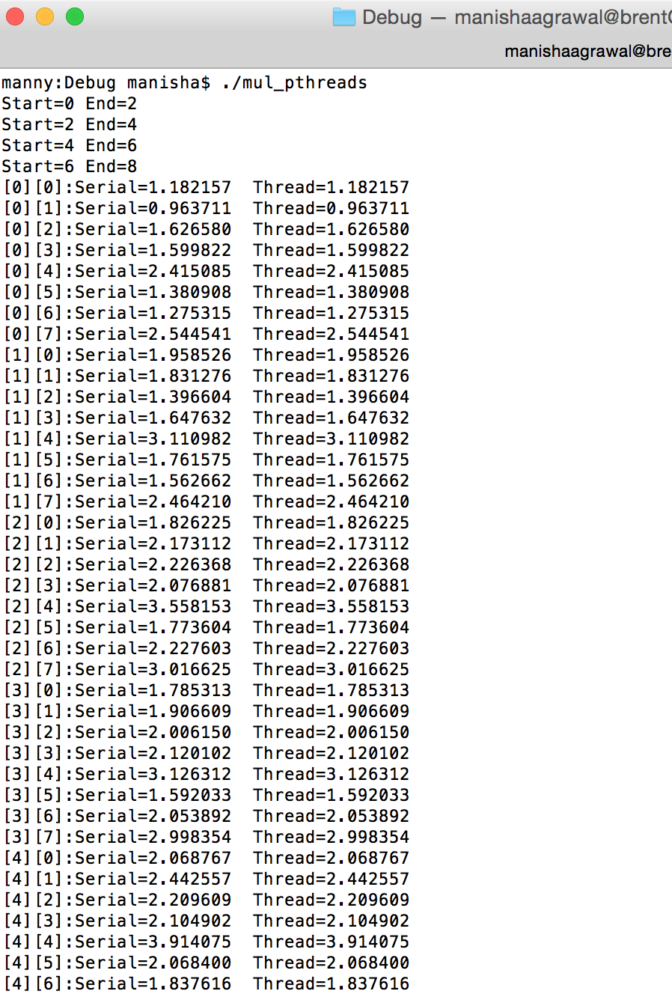 Debug — manishaagrawal@brent
manishaagrawal@bre
manny:Debug manisha$ ./mul_pthreads
Start=0 End=2
Start=2 End=4
Start=4 End=6
Start=6 End=8
[0][0]:Serial=1.182157  Thread=1.182157
[0][1]:Serial=0.963711  Thread=0.963711
[0][2]:Serial=1.626580  Thread=1.626580
[0][3]:Serial=1.599822  Thread=1.599822
[0][4]:Serial=2.415085  Thread=2.415085
[0][5]:Serial=1.380908  Thread=1.380908
[0][6]:Serial=1.275315  Thread=1.275315
[0][7]:Serial=2.544541  Thread=2.544541
[1][0]:Serial=1.958526  Thread=1.958526
[1][1]:Serial=1.831276  Thread=1.831276
[1][2]:Serial=1.396604  Thread=1.396604
[1][3]:Serial=1.647632  Thread=1.647632
[1][4]:Serial=3.110982  Thread=3.110982
[1][5]:Serial=1.761575  Thread=1.761575
[1][6]:Serial=1.562662  Thread=1.562662
[1][7]:Serial=2.464210  Thread=2.464210
[2][0]:Serial=1.826225  Thread=1.826225
[2][1]:Serial=2.173112  Thread=2.173112
[2][2]:Serial=2.226368  Thread=2.226368
[2][3]:Serial=2.076881  Thread=2.076881
[2][4]:Serial=3.558153  Thread=3.558153
[2][5]:Serial=1.773604  Thread=1.773604
[2][6]:Serial=2.227603  Thread=2.227603
[2][7]:Serial=3.016625  Thread=3.016625
[3][0]:Serial=1.785313  Thread=1.785313
[3][1]:Serial=1.906609  Thread=1.906609
[3][2]:Serial=2.006150  Thread=2.006150
[3][3]:Serial=2.120102  Thread=2.120102
[3][4]:Serial=3.126312  Thread=3.126312
[3][5]:Serial=1.592033  Thread=1.592033
[3][6]:Serial=2.053892  Thread=2.053892
[3][7]:Serial=2.998354  Thread=2.998354
[4][0]:Serial=2.068767  Thread=2.068767
[4][1]:Serial=2.442557  Thread=2.442557
[4][2]:Serial=2.209609  Thread=2.209609
[4][3]:Serial=2.104902  Thread=2.104902
[4][4]:Serial=3.914075  Thread=3.914075
[4][5]:Serial=2.068400  Thread=2.068400
[4][6]:Serial=1.837616  Thread=1.837616